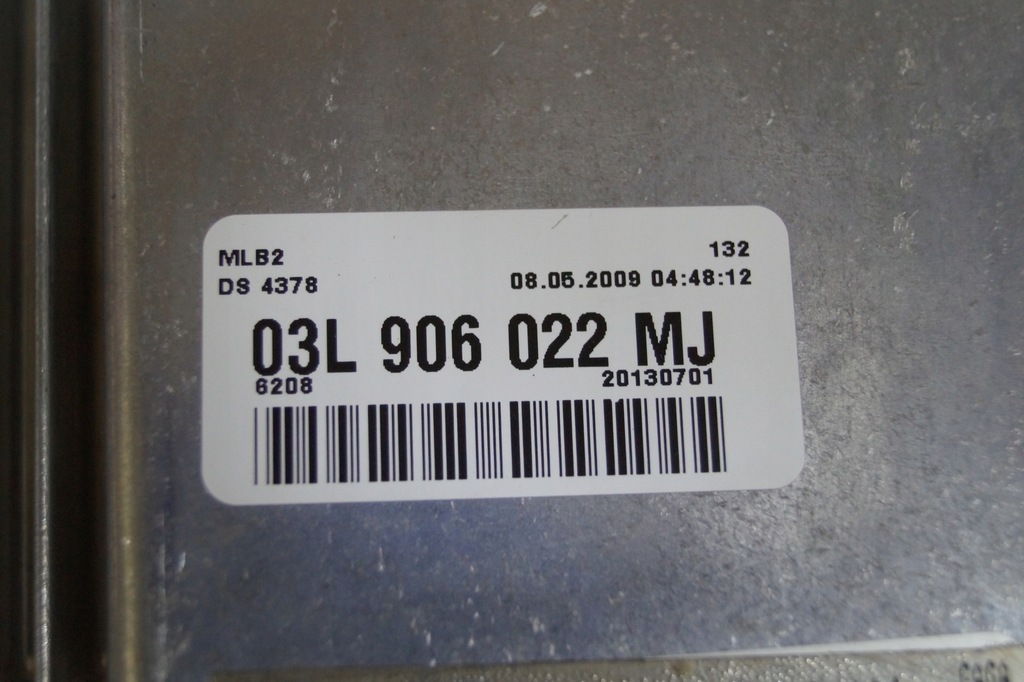 MLB2 132
DS 4378 08.05.2009 04:48:12
03L 906 022 MJ
6208 20130701